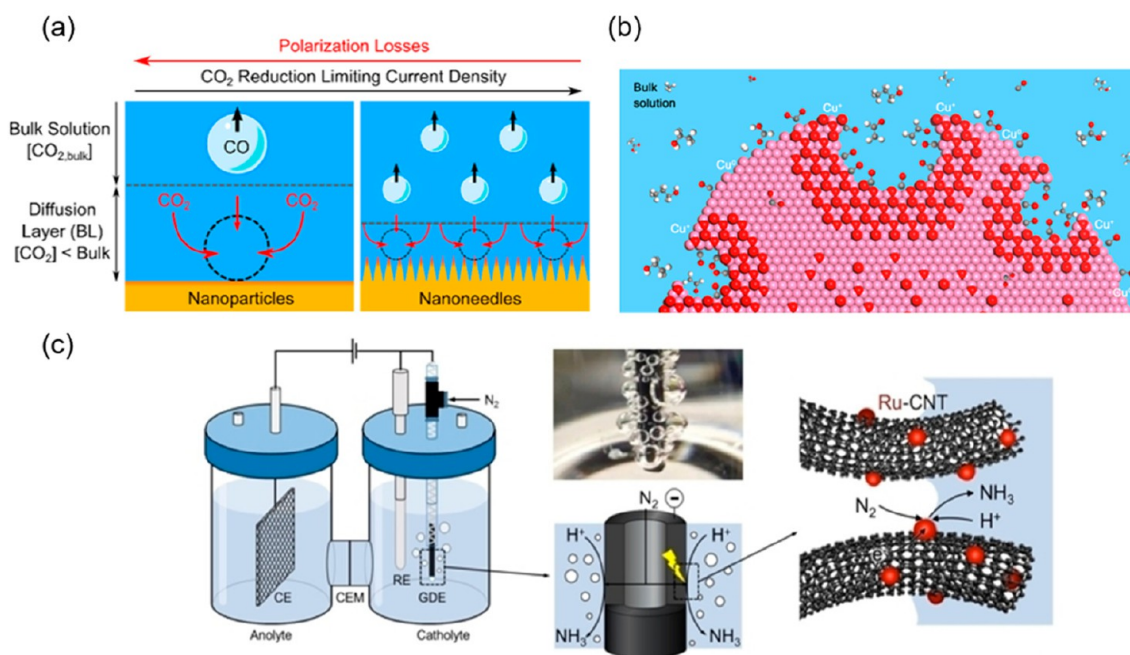 (a)
Polarization Losses
CO₂ Reduction Limiting Current Density
Bulk Solution
[CO₂,bulk]
CO
CO₂
CO₂
Diffusion
Layer (BL)
[CO₂] < Bulk
Nanoparticles
Nanoneedles
(b)
Bulk
solution
Cu⁺
Cu⁺
Cu⁰
Cu⁰
Cu⁺
Cu⁺
(c)
N₂
CE
CEM
RE
GDE
Anolyte
Catholyte
N₂
−
H⁺
H⁺
NH₃
NH₃
Ru-CNT
N₂
NH₃
H⁺
e⁻